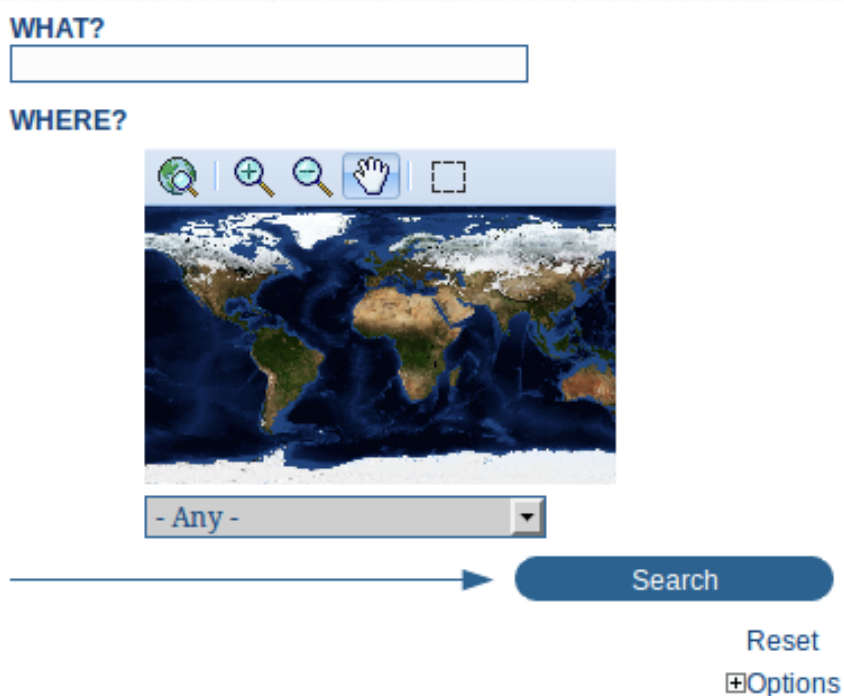 WHAT?
WHERE?
- Any -
Search
Reset
Options